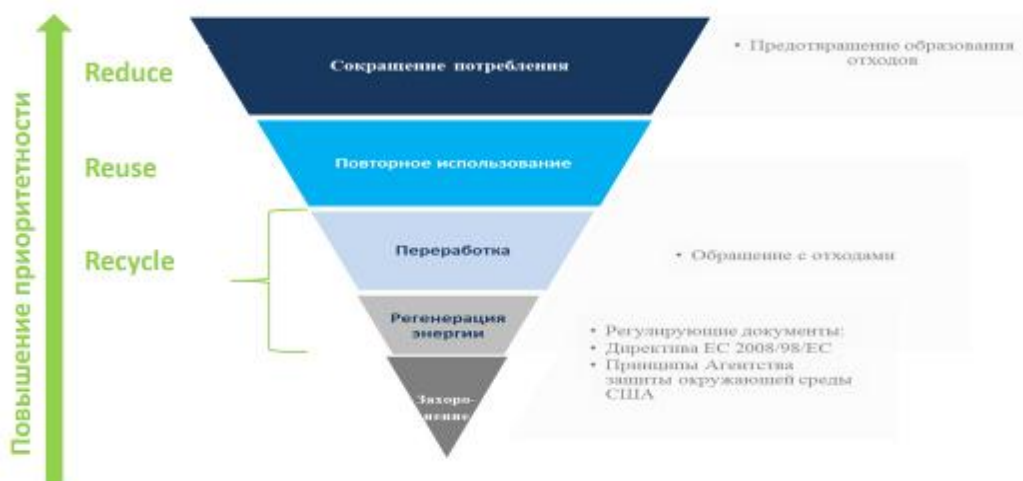 Повышение приоритетности
Reduce
Сокращение потребления
• Предотвращение образования
отходов
Reuse
Повторное использование
Recycle
Переработка
• Обращение с отходами
Регенерация
энергии
• Регулирующие документы:
• Директива ЕС 2008/98/ЕС
• Принципы Агентства
защиты окружающей среды
США
Захоро-
нение